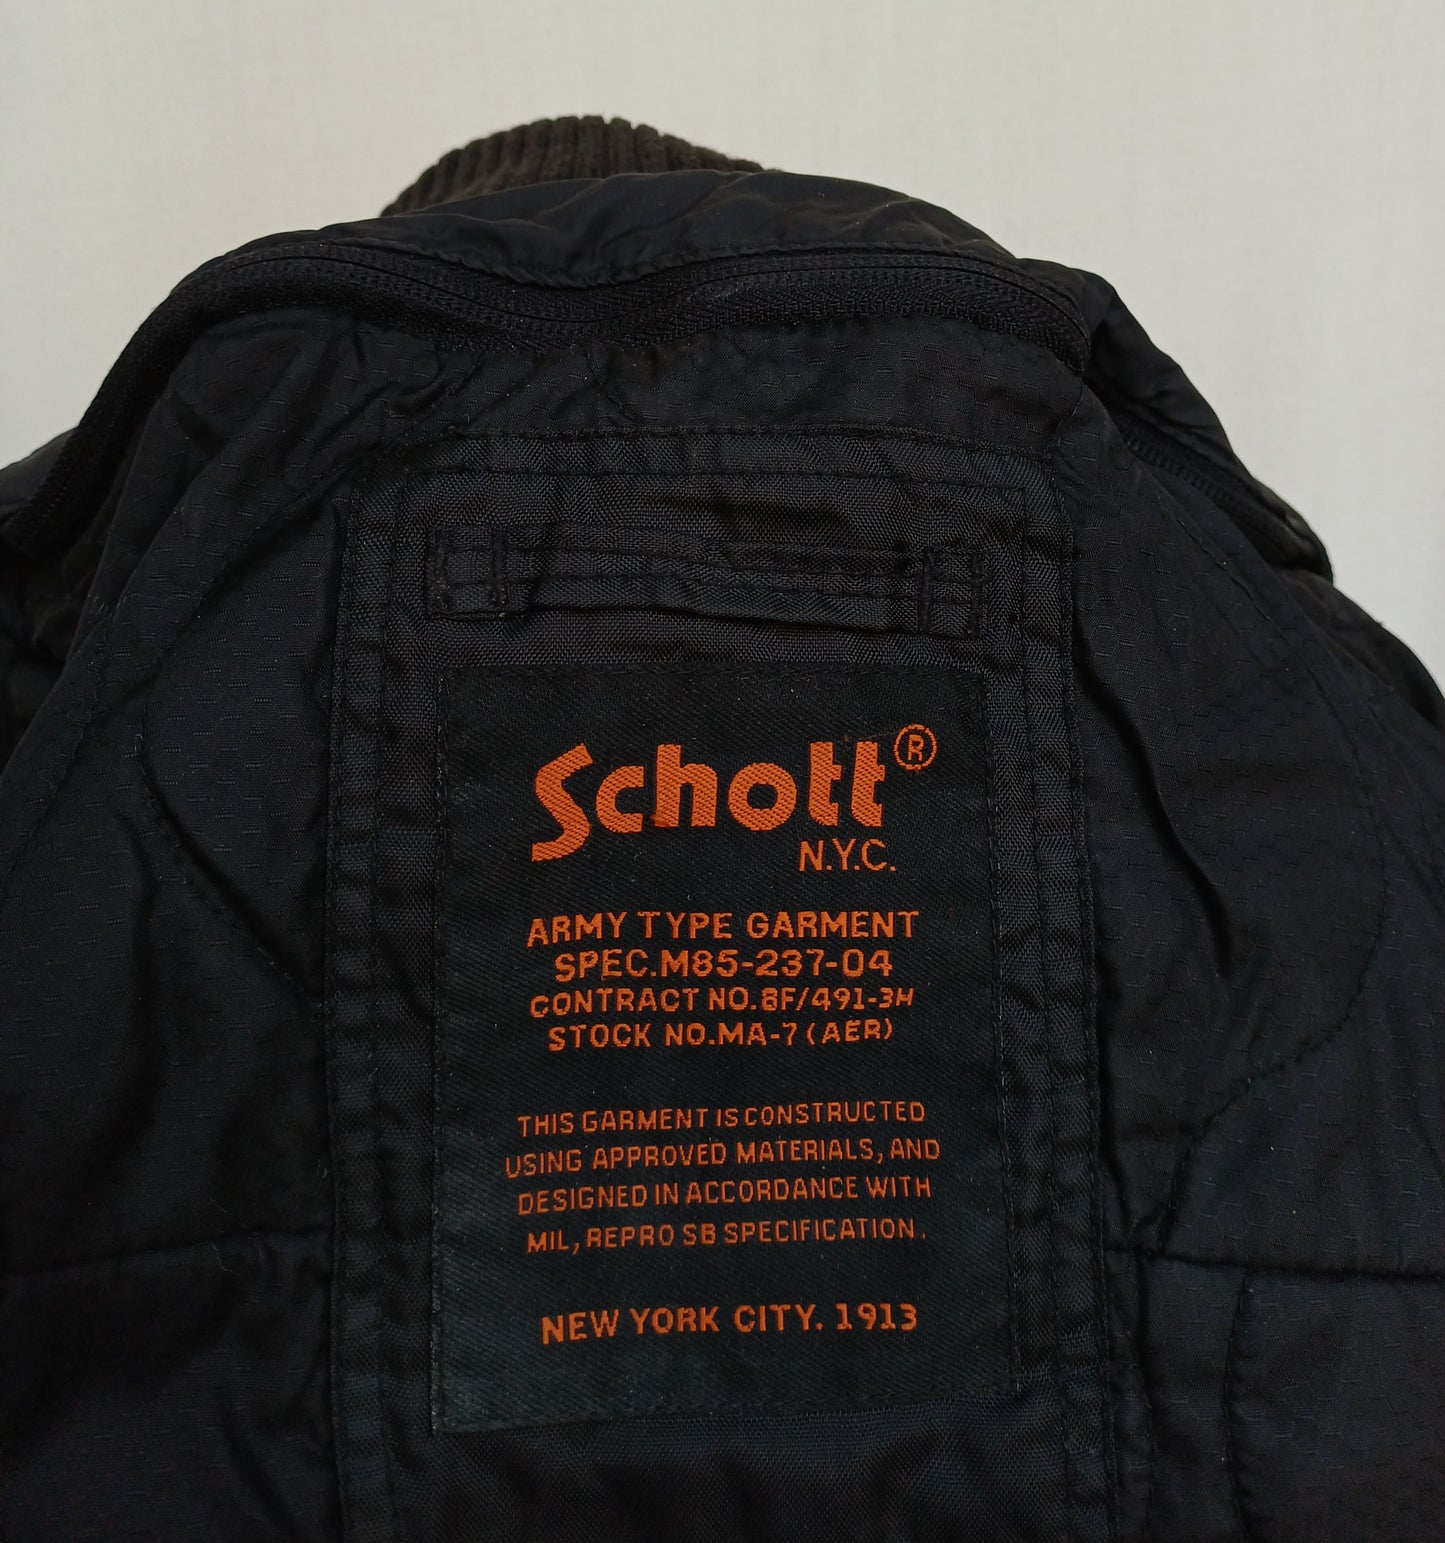 Schott®
N.Y.C.
ARMY TYPE GARMENT
SPEC.M85-237-04
CONTRACT NO.8F/491-3H
STOCK NO.MA-7(AER)
THIS GARMENT IS CONSTRUCTED
USING APPROVED MATERIALS, AND
DESIGNED IN ACCORDANCE WITH
MIL, REPRO SB SPECIFICATION.
NEW YORK CITY. 1913